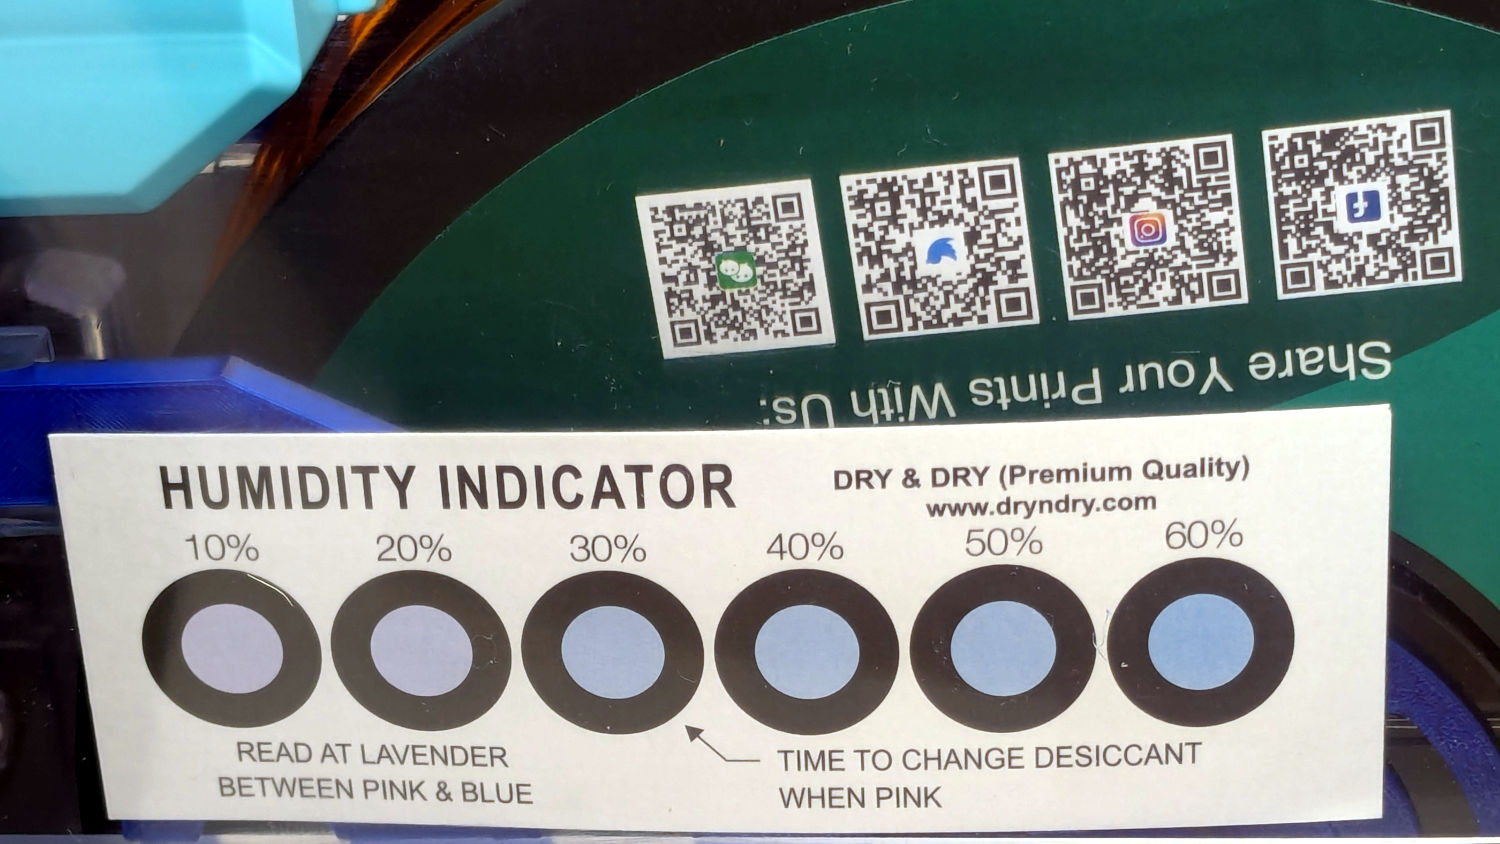 Share Your Prints With Us:
HUMIDITY INDICATOR
DRY & DRY (Premium Quality)
www.dryndry.com
10% 20% 30% 40% 50% 60%
READ AT LAVENDER
BETWEEN PINK & BLUE
TIME TO CHANGE DESICCANT
WHEN PINK